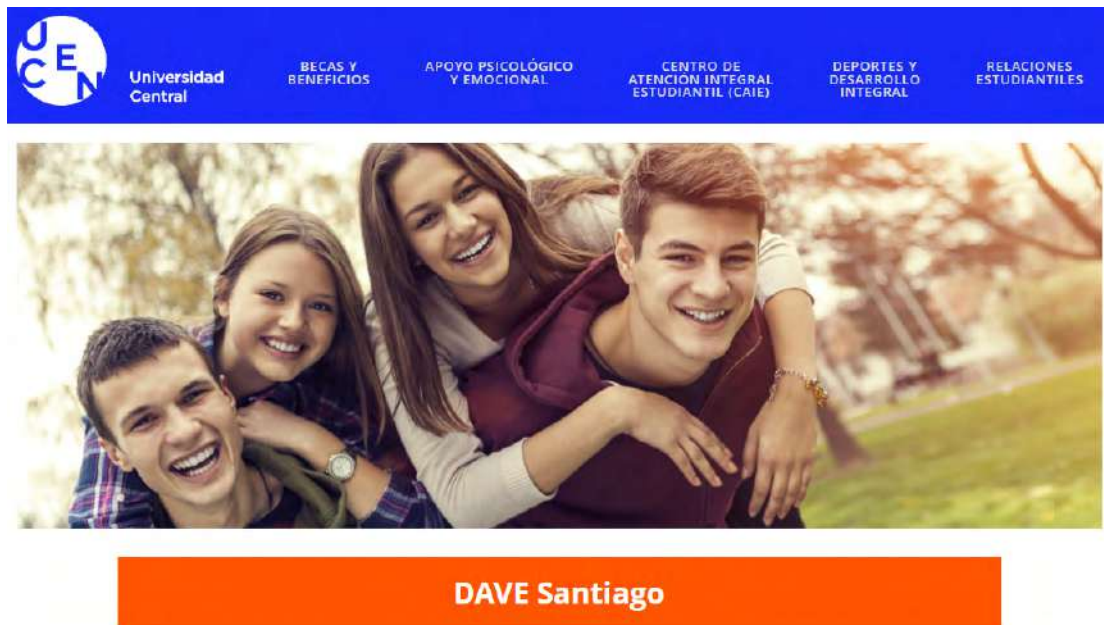 UCEN
Universidad
Central
BECAS Y
BENEFICIOS
APOYO PSICOLÓGICO
Y EMOCIONAL
CENTRO DE
ATENCIÓN INTEGRAL
ESTUDIANTIL (CAIE)
DEPORTES Y
DESARROLLO
INTEGRAL
RELACIONES
ESTUDIANTILES
DAVE Santiago